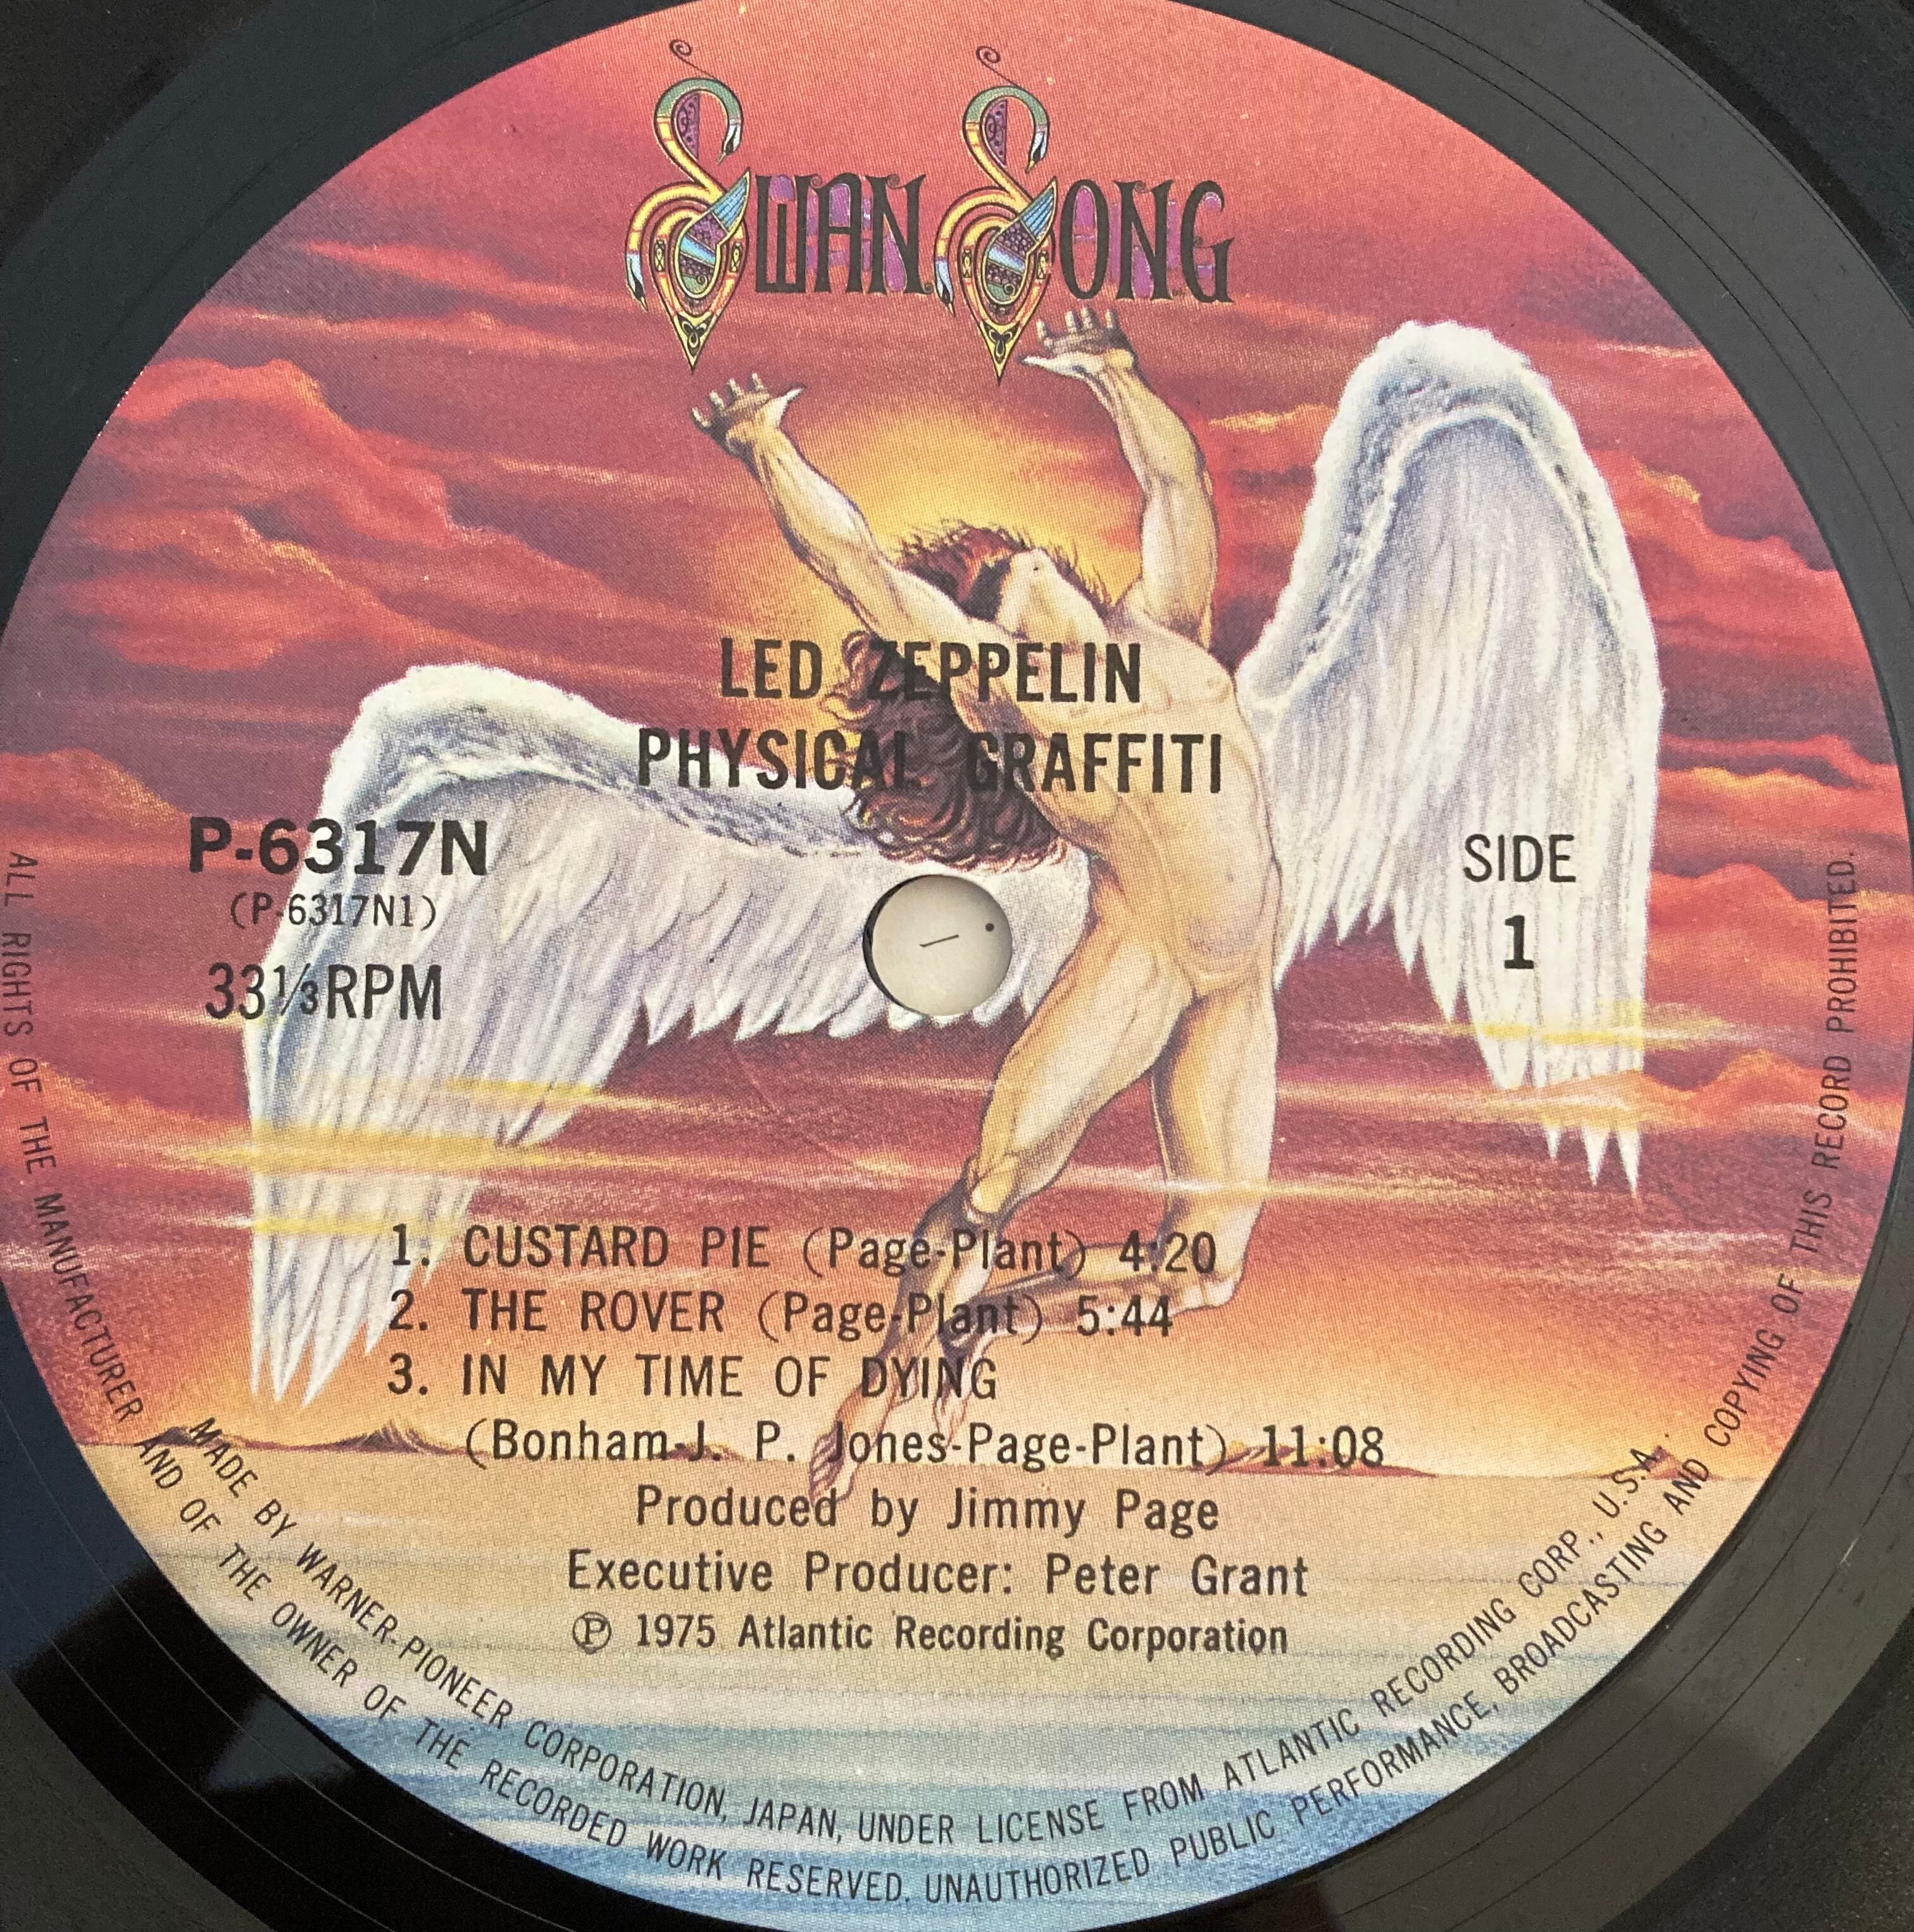 SWAN SONG
LED ZEPPELIN
PHYSICAL GRAFFITI
P-6317N
(P-6317N1)
33⅓RPM
SIDE
1
1. CUSTARD PIE (Page-Plant) 4:20
2. THE ROVER (Page-Plant) 5:44
3. IN MY TIME OF DYING
(Bonham-J. P. Jones-Page-Plant) 11:08
Produced by Jimmy Page
Executive Producer: Peter Grant
Ⓟ 1975 Atlantic Recording Corporation
MADE BY WARNER-PIONEER CORPORATION, JAPAN, UNDER LICENSE FROM ATLANTIC RECORDING CORP., U.S.A.
ALL RIGHTS OF THE MANUFACTURER AND OF THE OWNER OF THE RECORDED WORK RESERVED. UNAUTHORIZED PUBLIC PERFORMANCE, BROADCASTING AND COPYING OF THIS RECORD PROHIBITED.